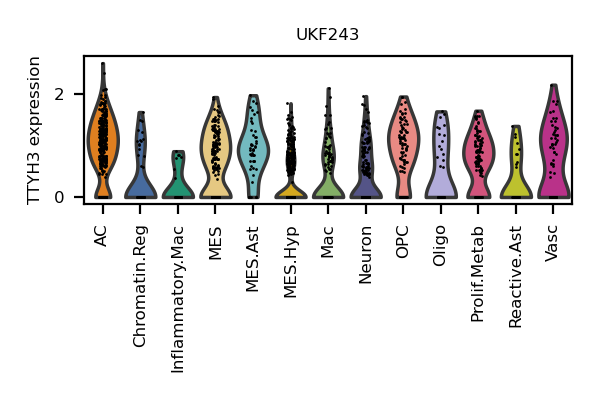 UKF243
TTYH3 expression
2
0
AC
Chromatin.Reg
Inflammatory.Mac
MES
MES.Ast
MES.Hyp
Mac
Neuron
OPC
Oligo
Prolif.Metab
Reactive.Ast
Vasc